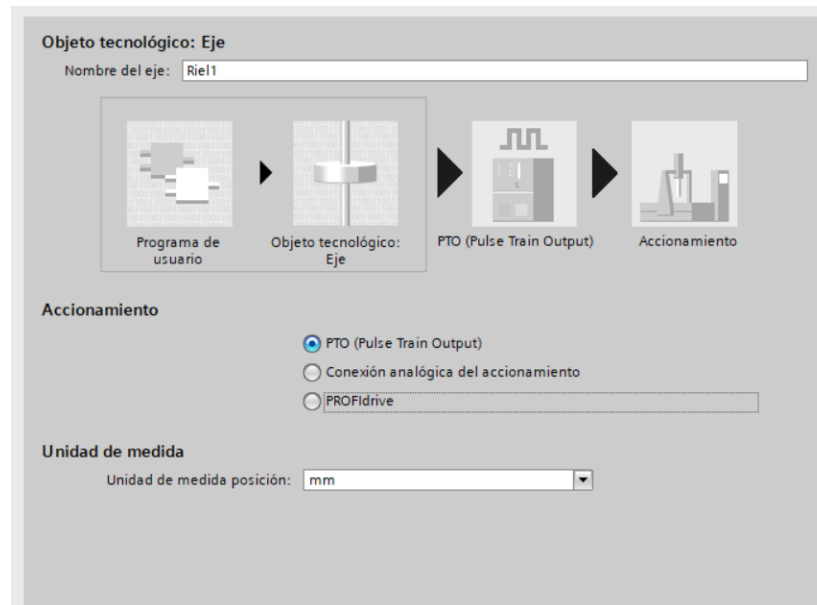 Objeto tecnológico: Eje
Nombre del eje: Riel1
Programa de
usuario
Objeto tecnológico:
Eje
PTO (Pulse Train Output)
Accionamiento
Accionamiento
PTO (Pulse Train Output)
Conexión analógica del accionamiento
PROFIdrive
Unidad de medida
Unidad de medida posición: mm